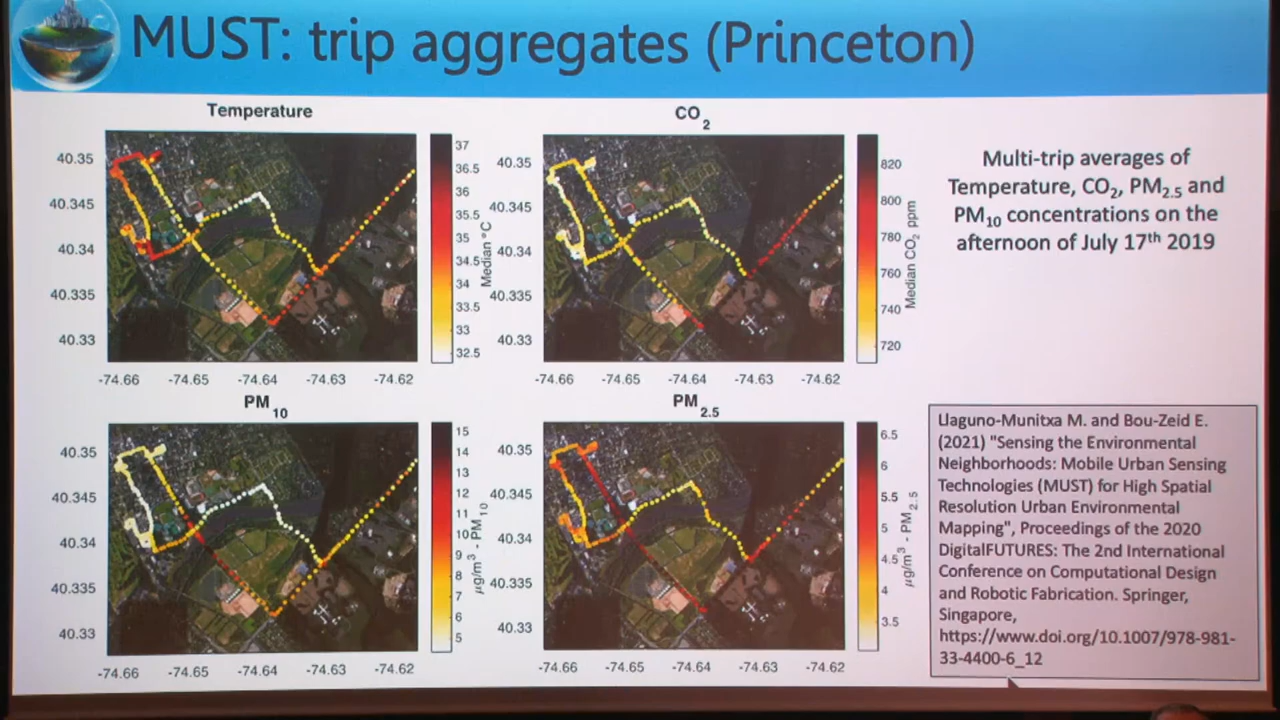 MUST: trip aggregates (Princeton)
Temperature
40.35
40.345
40.34
40.335
40.33
-74.66 -74.65 -74.64 -74.63 -74.62
37
36.5
36
35.5
35
34.5
34
33.5
33
32.5
Median °C
CO2
40.35
40.345
40.34
40.335
40.33
-74.66 -74.65 -74.64 -74.63 -74.62
820
800
780
760
740
720
Median CO2 ppm
Multi-trip averages of
Temperature, CO2, PM2.5 and
PM10 concentrations on the
afternoon of July 17th 2019
PM10
40.35
40.345
40.34
40.335
40.33
-74.66 -74.65 -74.64 -74.63 -74.62
15
14
13
12
11
10
9
8
7
6
5
µg/m3 - PM10
PM2.5
40.35
40.345
40.34
40.335
40.33
-74.66 -74.65 -74.64 -74.63 -74.62
6.5
6
5.5
5
4.5
4
3.5
µg/m3 - PM2.5
Llaguno-Munitxa M. and Bou-Zeid E.
(2021) "Sensing the Environmental
Neighborhoods: Mobile Urban Sensing
Technologies (MUST) for High Spatial
Resolution Urban Environmental
Mapping", Proceedings of the 2020
DigitalFUTURES: The 2nd International
Conference on Computational Design
and Robotic Fabrication. Springer,
Singapore,
https://www.doi.org/10.1007/978-981-
33-4400-6_12